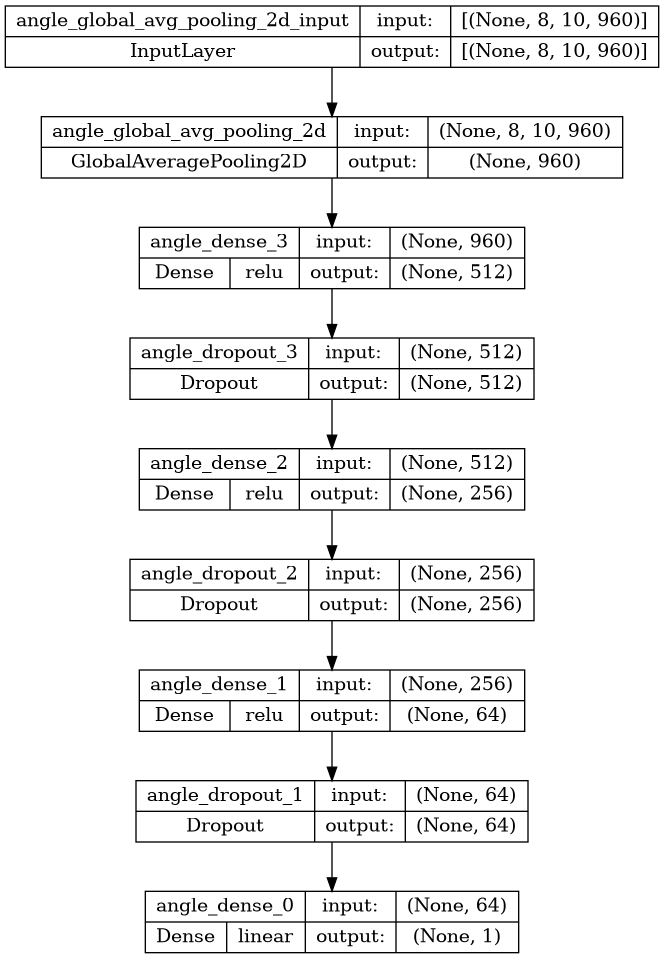 angle_global_avg_pooling_2d_input input: [(None, 8, 10, 960)]
InputLayer output: [(None, 8, 10, 960)]
angle_global_avg_pooling_2d input: (None, 8, 10, 960)
GlobalAveragePooling2D output: (None, 960)
angle_dense_3 input: (None, 960)
Dense relu output: (None, 512)
angle_dropout_3 input: (None, 512)
Dropout output: (None, 512)
angle_dense_2 input: (None, 512)
Dense relu output: (None, 256)
angle_dropout_2 input: (None, 256)
Dropout output: (None, 256)
angle_dense_1 input: (None, 256)
Dense relu output: (None, 64)
angle_dropout_1 input: (None, 64)
Dropout output: (None, 64)
angle_dense_0 input: (None, 64)
Dense linear output: (None, 1)